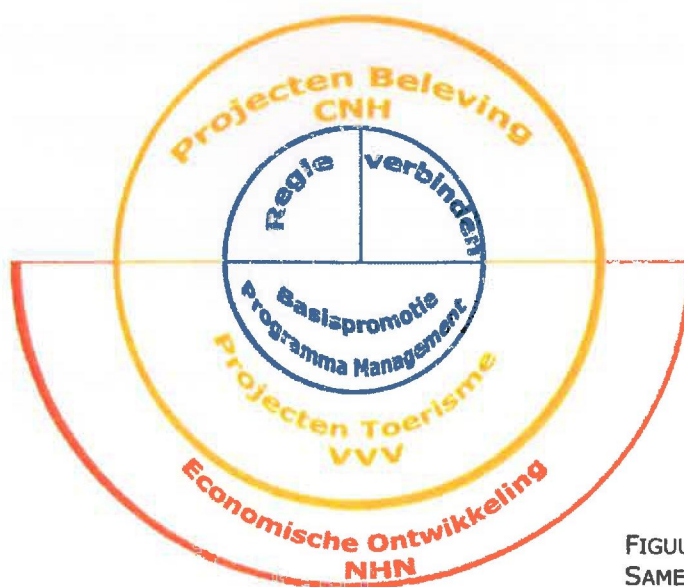 Projecten Beleving
CNH
Regie
verbinden
Basispromotie
Programma Management
Projecten Toerisme
VVV
Economische Ontwikkeling
NHN